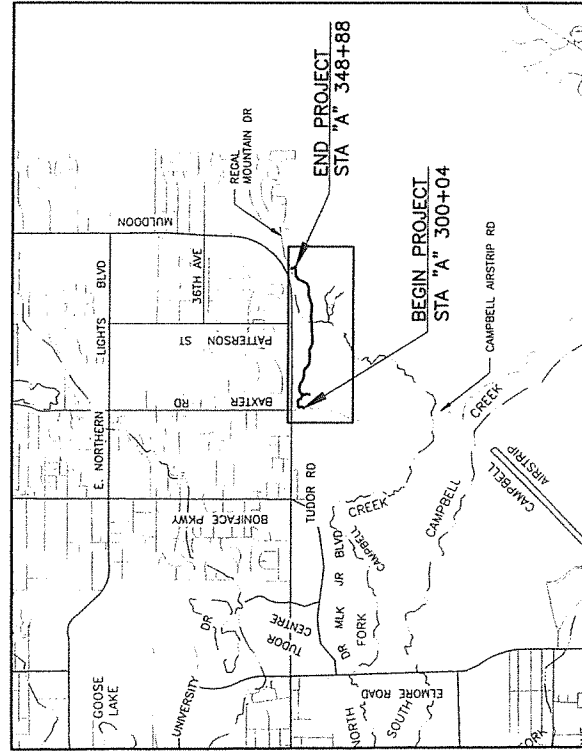 END PROJECT
STA "A" 348+88
REGAL
MOUNTAIN DR
MULDOON
36TH AVE
BLVD
LIGHTS
E. NORTHERN
PATTERSON
ST
BAXTER
RD
BEGIN PROJECT
STA "A" 300+04
CAMPBELL AIRSTRIP RD
BONIFACE PKWY
TUDOR RD
CREEK
CAMPBELL
CREEK
CAMPBELL
CAMPBELL
AIRSTRIP
DR MLK JR BLVD
FORK
TUDOR
CENTRE
DR
UNIVERSITY
GOOSE
LAKE
ELMORE ROAD
NORTH
SOUTH
FORK